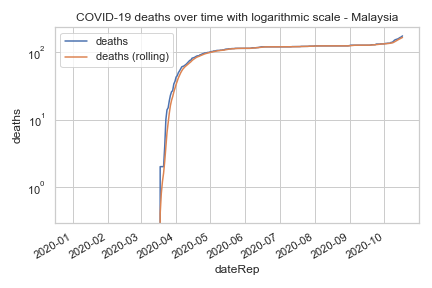 COVID-19 deaths over time with logarithmic scale - Malaysia
deaths
deaths (rolling)
10²
10¹
10⁰
deaths
2020-01
2020-02
2020-03
2020-04
2020-05
2020-06
2020-07
2020-08
2020-09
2020-10
dateRep